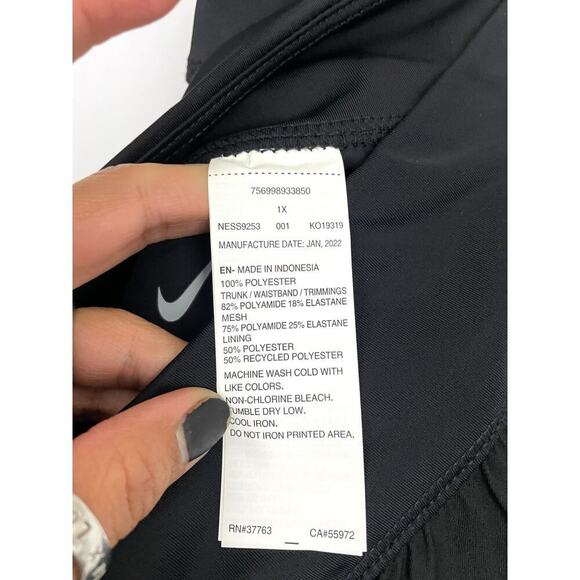 756998933850
1X
NESS9253 001 KO19319
MANUFACTURE DATE: JAN, 2022
EN- MADE IN INDONESIA
100% POLYESTER
TRUNK / WAISTBAND / TRIMMINGS
82% POLYAMIDE 18% ELASTANE
MESH
75% POLYAMIDE 25% ELASTANE
LINING
50% POLYESTER
50% RECYCLED POLYESTER
MACHINE WASH COLD WITH
LIKE COLORS.
NON-CHLORINE BLEACH.
TUMBLE DRY LOW.
COOL IRON.
DO NOT IRON PRINTED AREA.
RN#37763 CA#55972